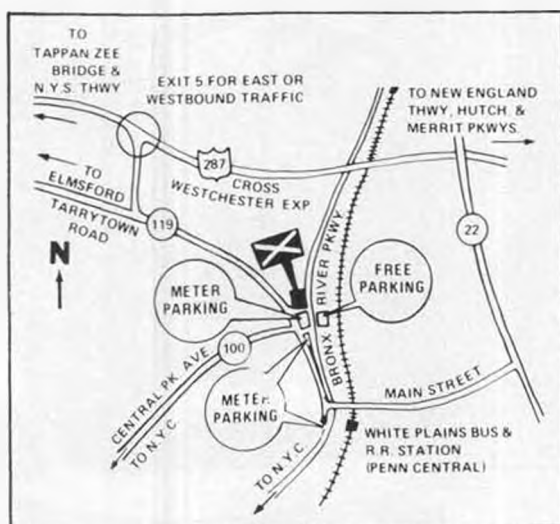 TO
TAPPAN ZEE
BRIDGE &
N.Y.S. THWY
EXIT 5 FOR EAST OR
WESTBOUND TRAFFIC
TO NEW ENGLAND
THWY, HUTCH. &
MERRIT PKWYS.
287
CROSS
WESTCHESTER EXP.
TO
ELMSFORD
TARRYTOWN
ROAD
119
22
N
METER
PARKING
BRONX RIVER PKWY
FREE
PARKING
CENTRAL PK. AVE.
100
TO N.Y.C.
METER
PARKING
MAIN STREET
TO N.Y.C.
WHITE PLAINS BUS &
R.R. STATION
(PENN CENTRAL)